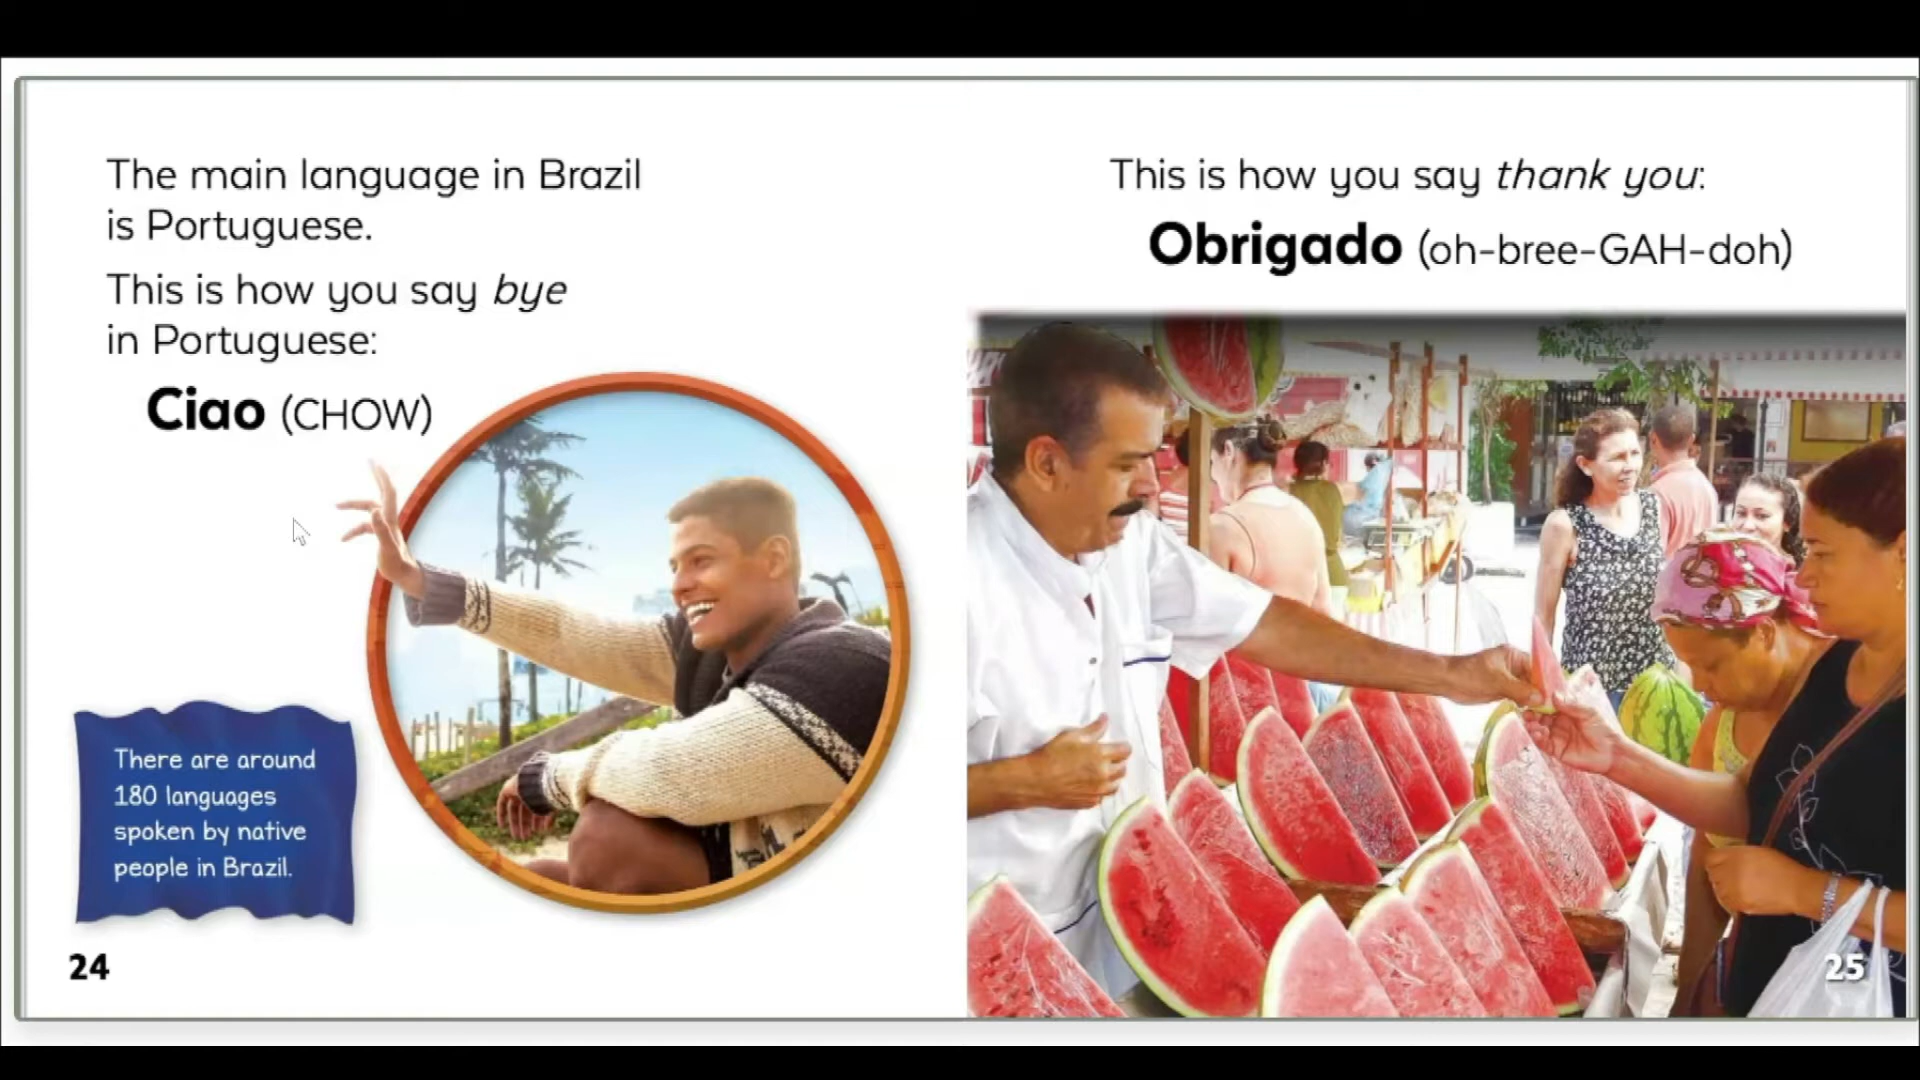 The main language in Brazil
is Portuguese.
This is how you say bye
in Portuguese:
Ciao (CHOW)
There are around
180 languages
spoken by native
people in Brazil.
24
This is how you say thank you:
Obrigado (oh-bree-GAH-doh)
25